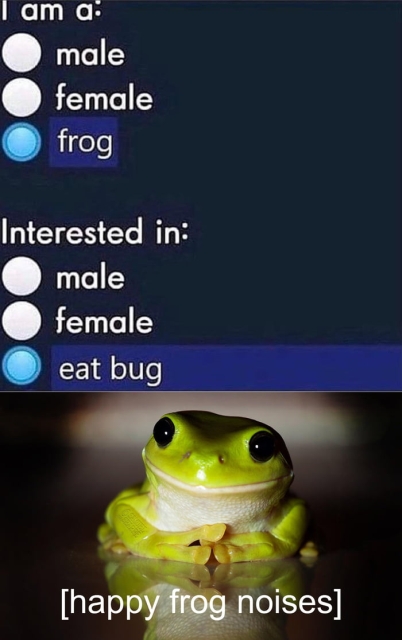 I am a:
male
female
frog
Interested in:
male
female
eat bug
[happy frog noises]